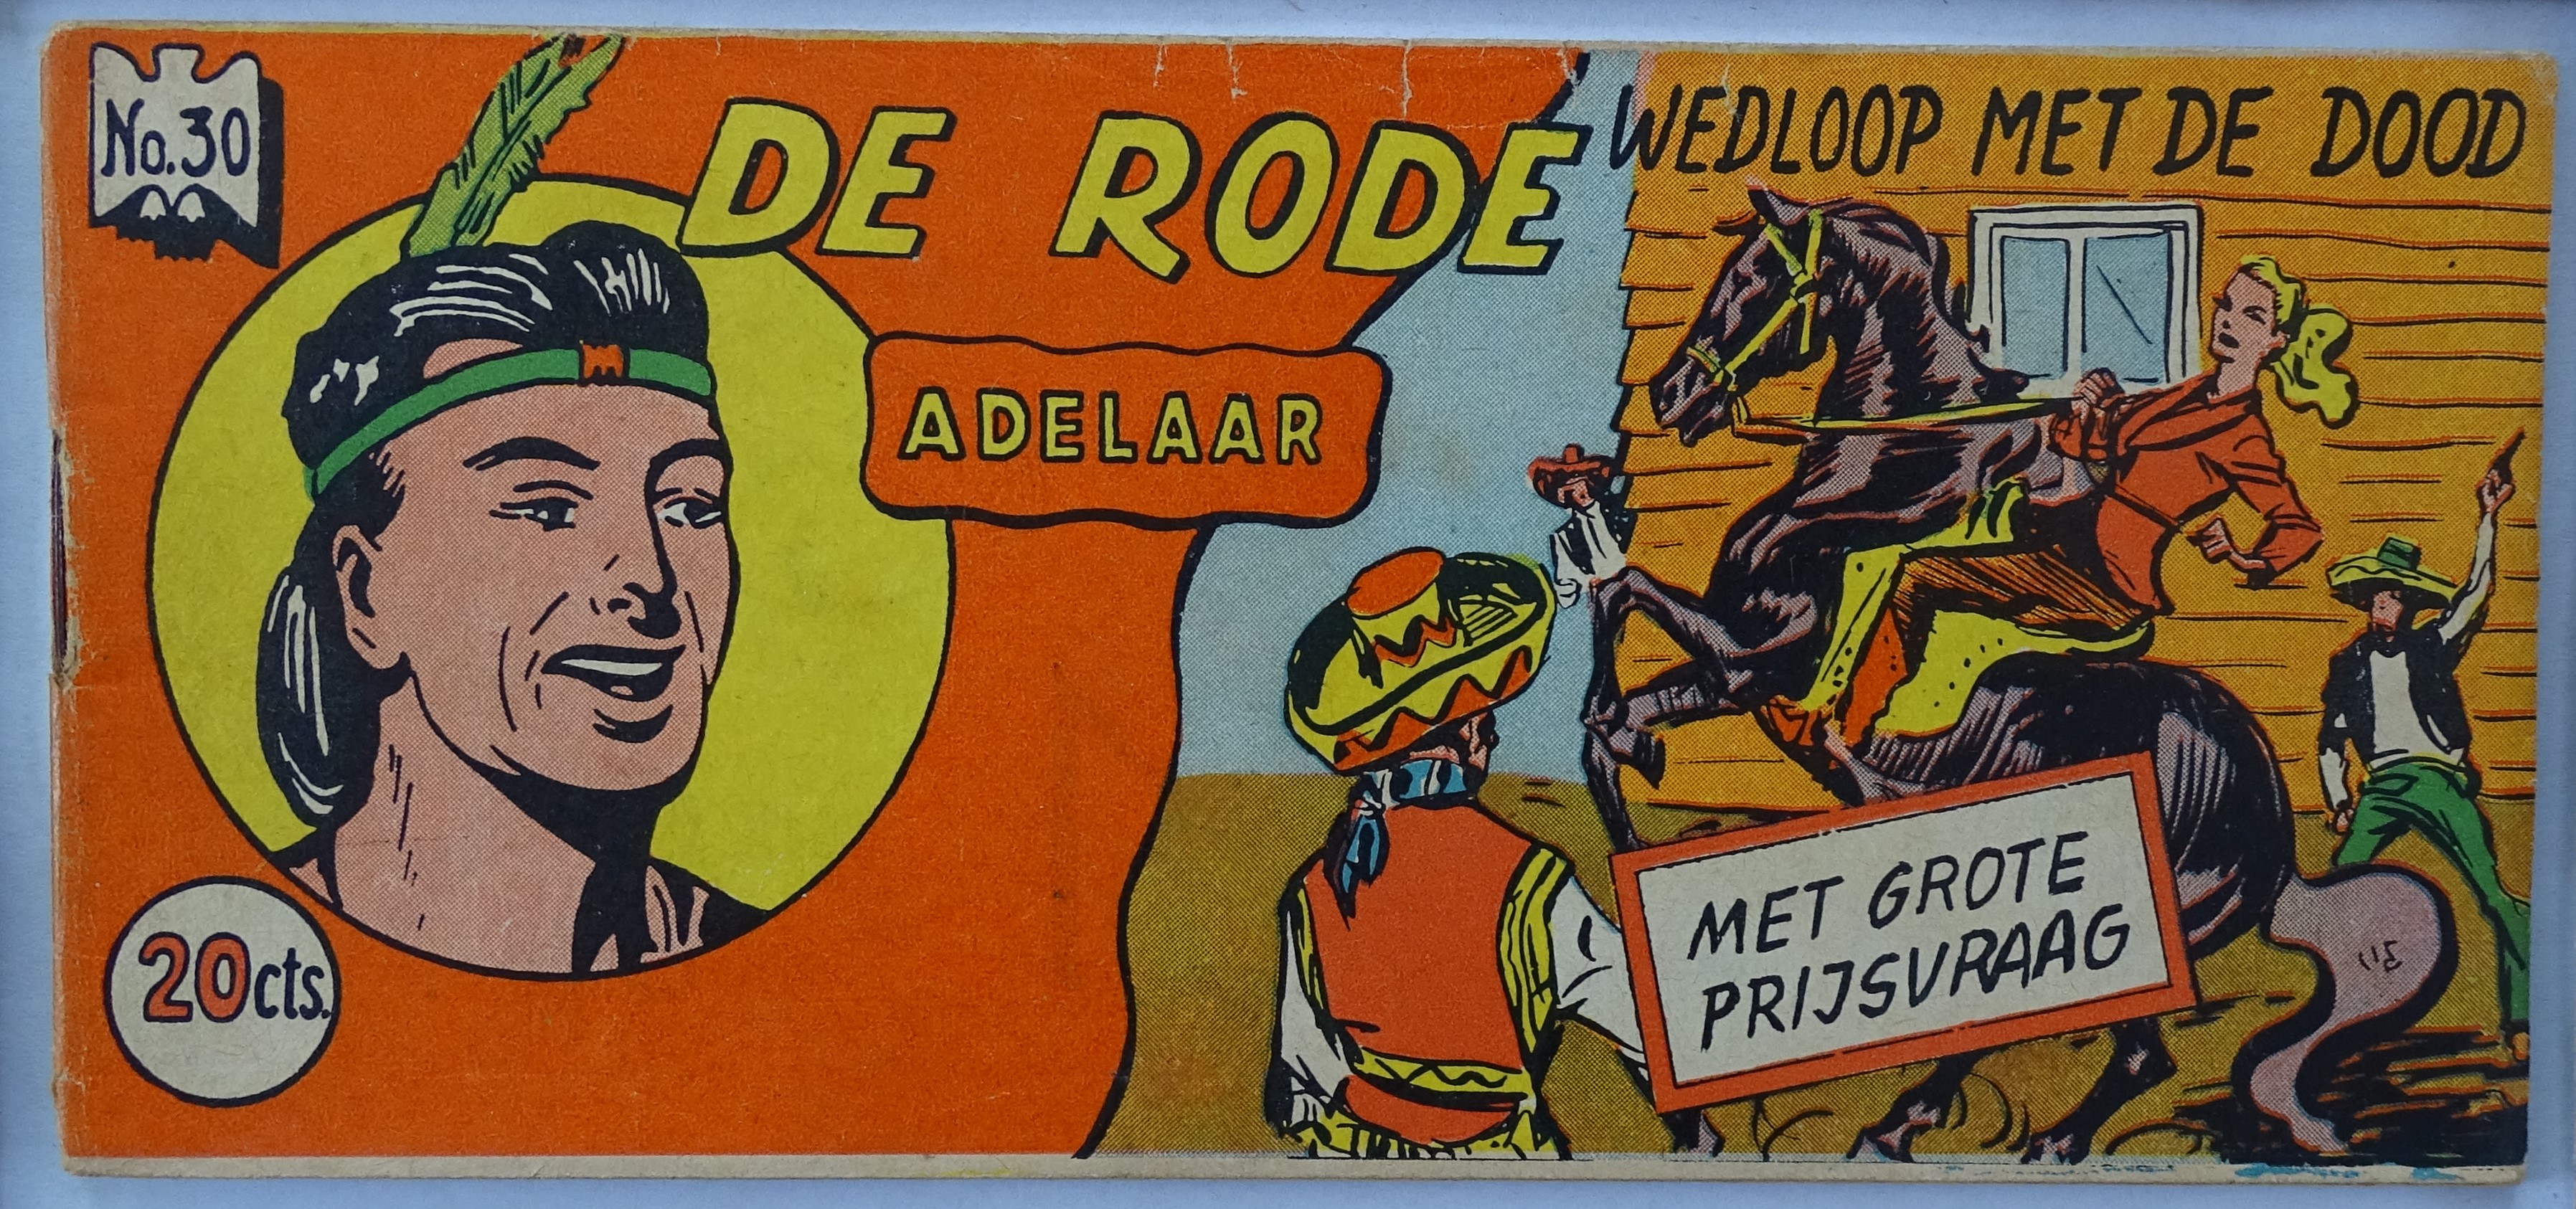 No.30
DE RODE
ADELAAR
WEDLOOP MET DE DOOD
MET GROTE
PRIJSVRAAG
20cts.